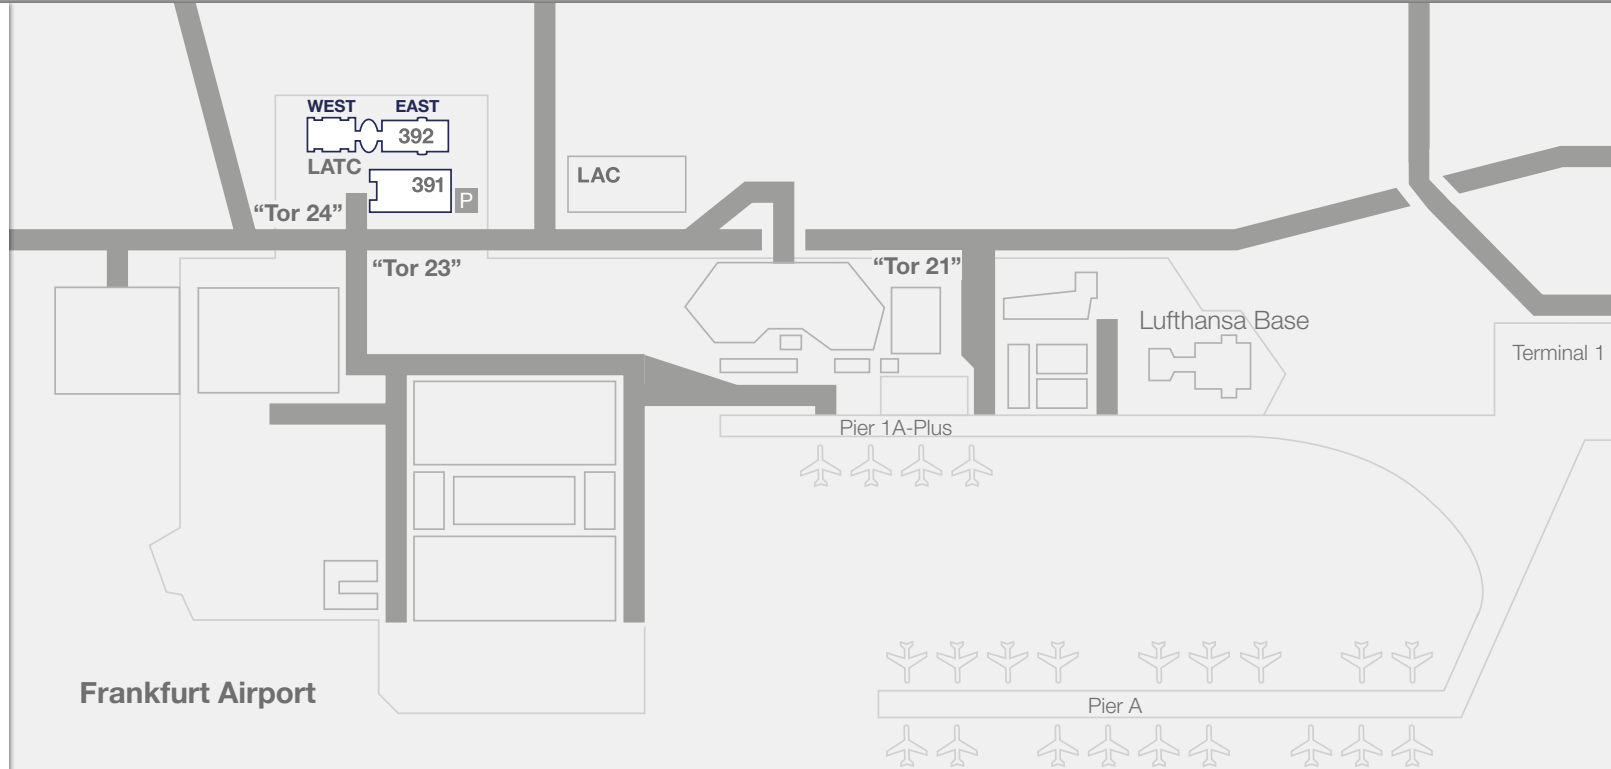 WEST EAST
392
LATC
391
P
LAC
“Tor 24”
“Tor 23”
“Tor 21”
Lufthansa Base
Terminal 1
Pier 1A-Plus
Frankfurt Airport
Pier A